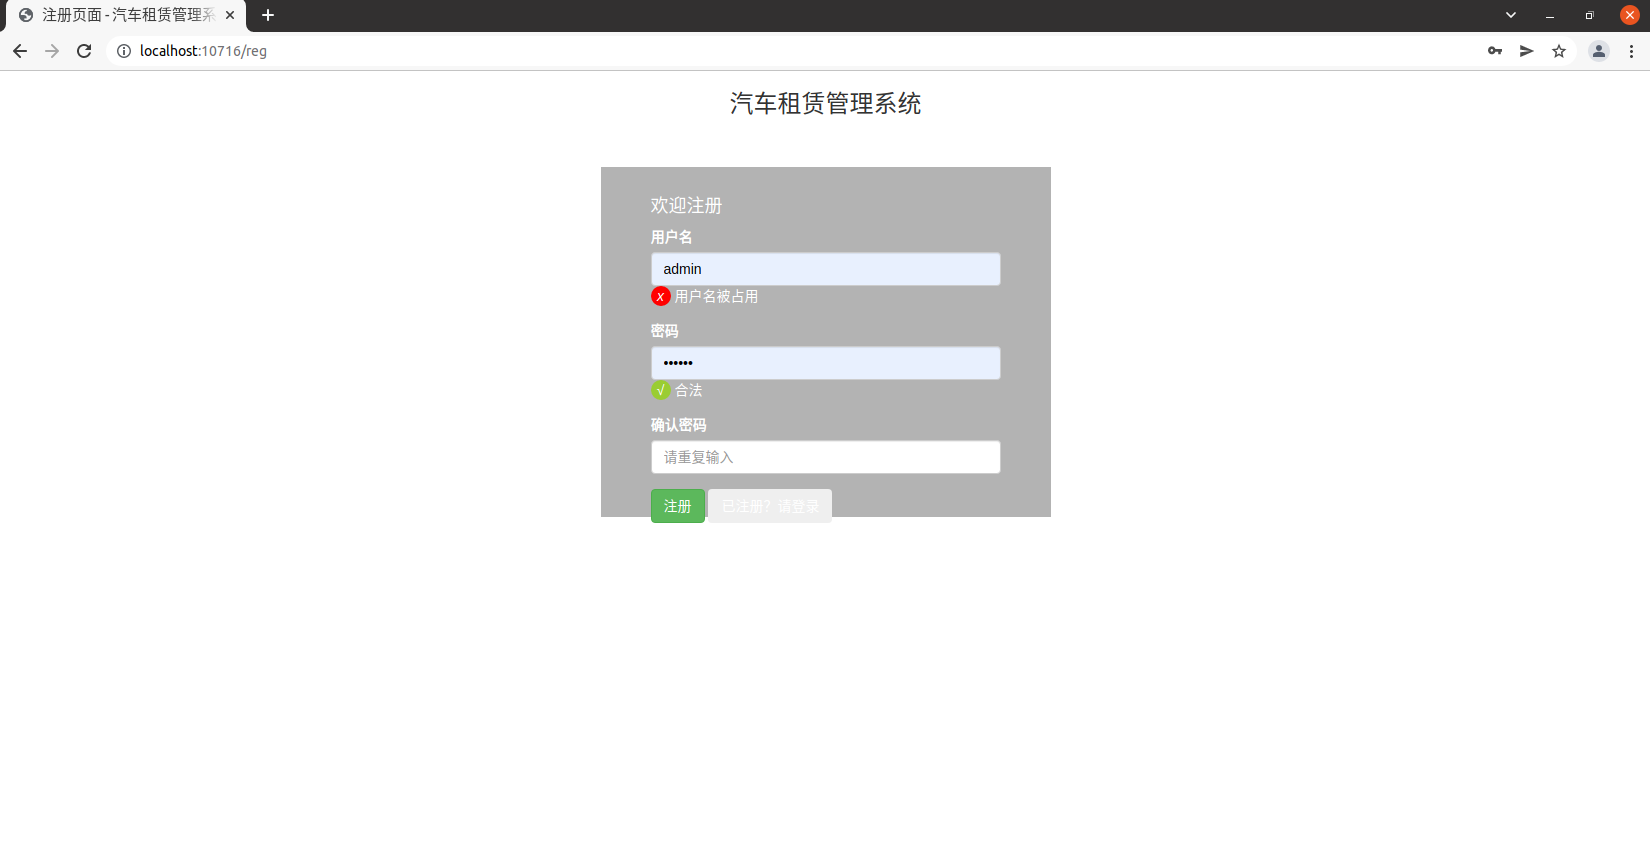 注册页面 - 汽车租赁管理系
localhost:10716/reg
汽车租赁管理系统
欢迎注册
用户名
admin
x 用户名被占用
密码
••••••
√ 合法
确认密码
请重复输入
注册 已注册？请登录